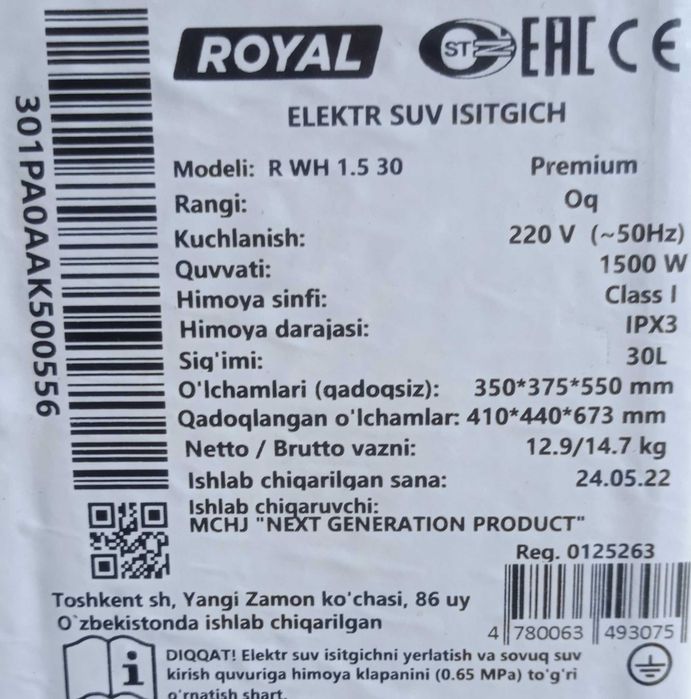 ROYAL STZ EAC CE
ELEKTR SUV ISITGICH
301PA0AAK500556
Modeli: R WH 1.5 30 Premium
Rangi: Oq
Kuchlanish: 220 V (~50Hz)
Quvvati: 1500 W
Himoya sinfi: Class I
Himoya darajasi: IPX3
Sig'imi: 30L
O'lchamlari (qadoqsiz): 350*375*550 mm
Qadoqlangan o'lchamlar: 410*440*673 mm
Netto / Brutto vazni: 12.9/14.7 kg
Ishlab chiqarilgan sana: 24.05.22
Ishlab chiqaruvchi:
MCHJ "NEXT GENERATION PRODUCT"
Reg. 0125263
Toshkent sh, Yangi Zamon ko'chasi, 86 uy
O`zbekistonda ishlab chiqarilgan
4 780063 493075
i
DIQQAT! Elektr suv isitgichni yerlatish va sovuq suv
kirish quvuriga himoya klapanini (0.65 MPa) to'g'ri
o'rnatish shart.